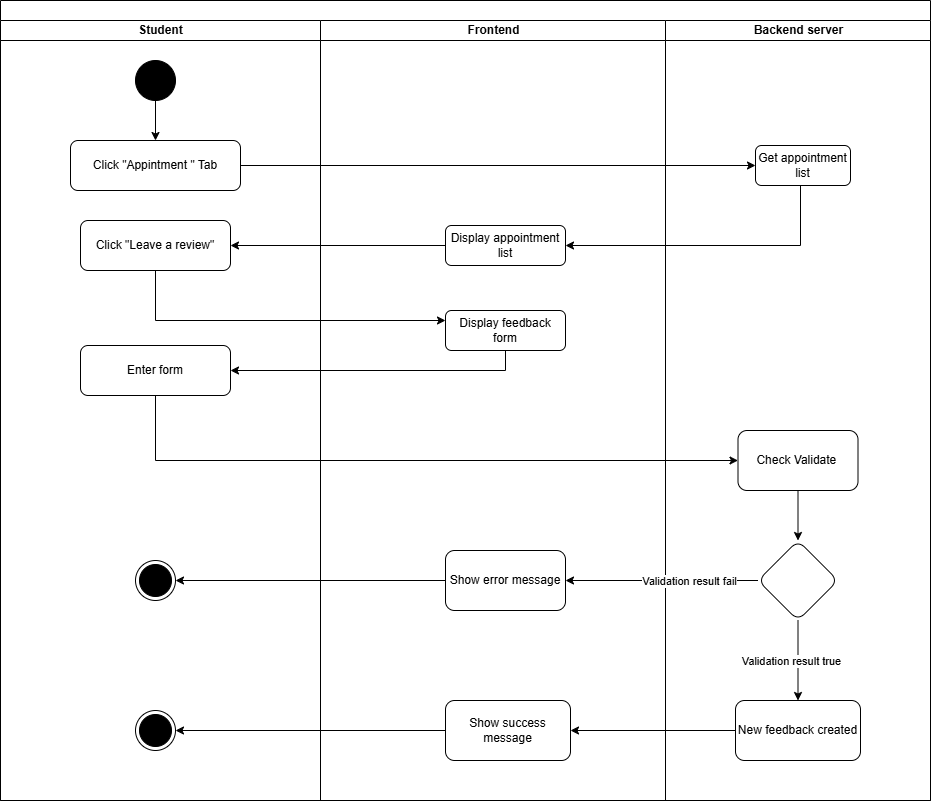 Student
Frontend
Backend server
Click "Appintment " Tab
Get appointment
list
Click "Leave a review"
Display appointment
list
Display feedback
form
Enter form
Check Validate
Show error message
Validation result fail
Validation result true
Show success
message
New feedback created